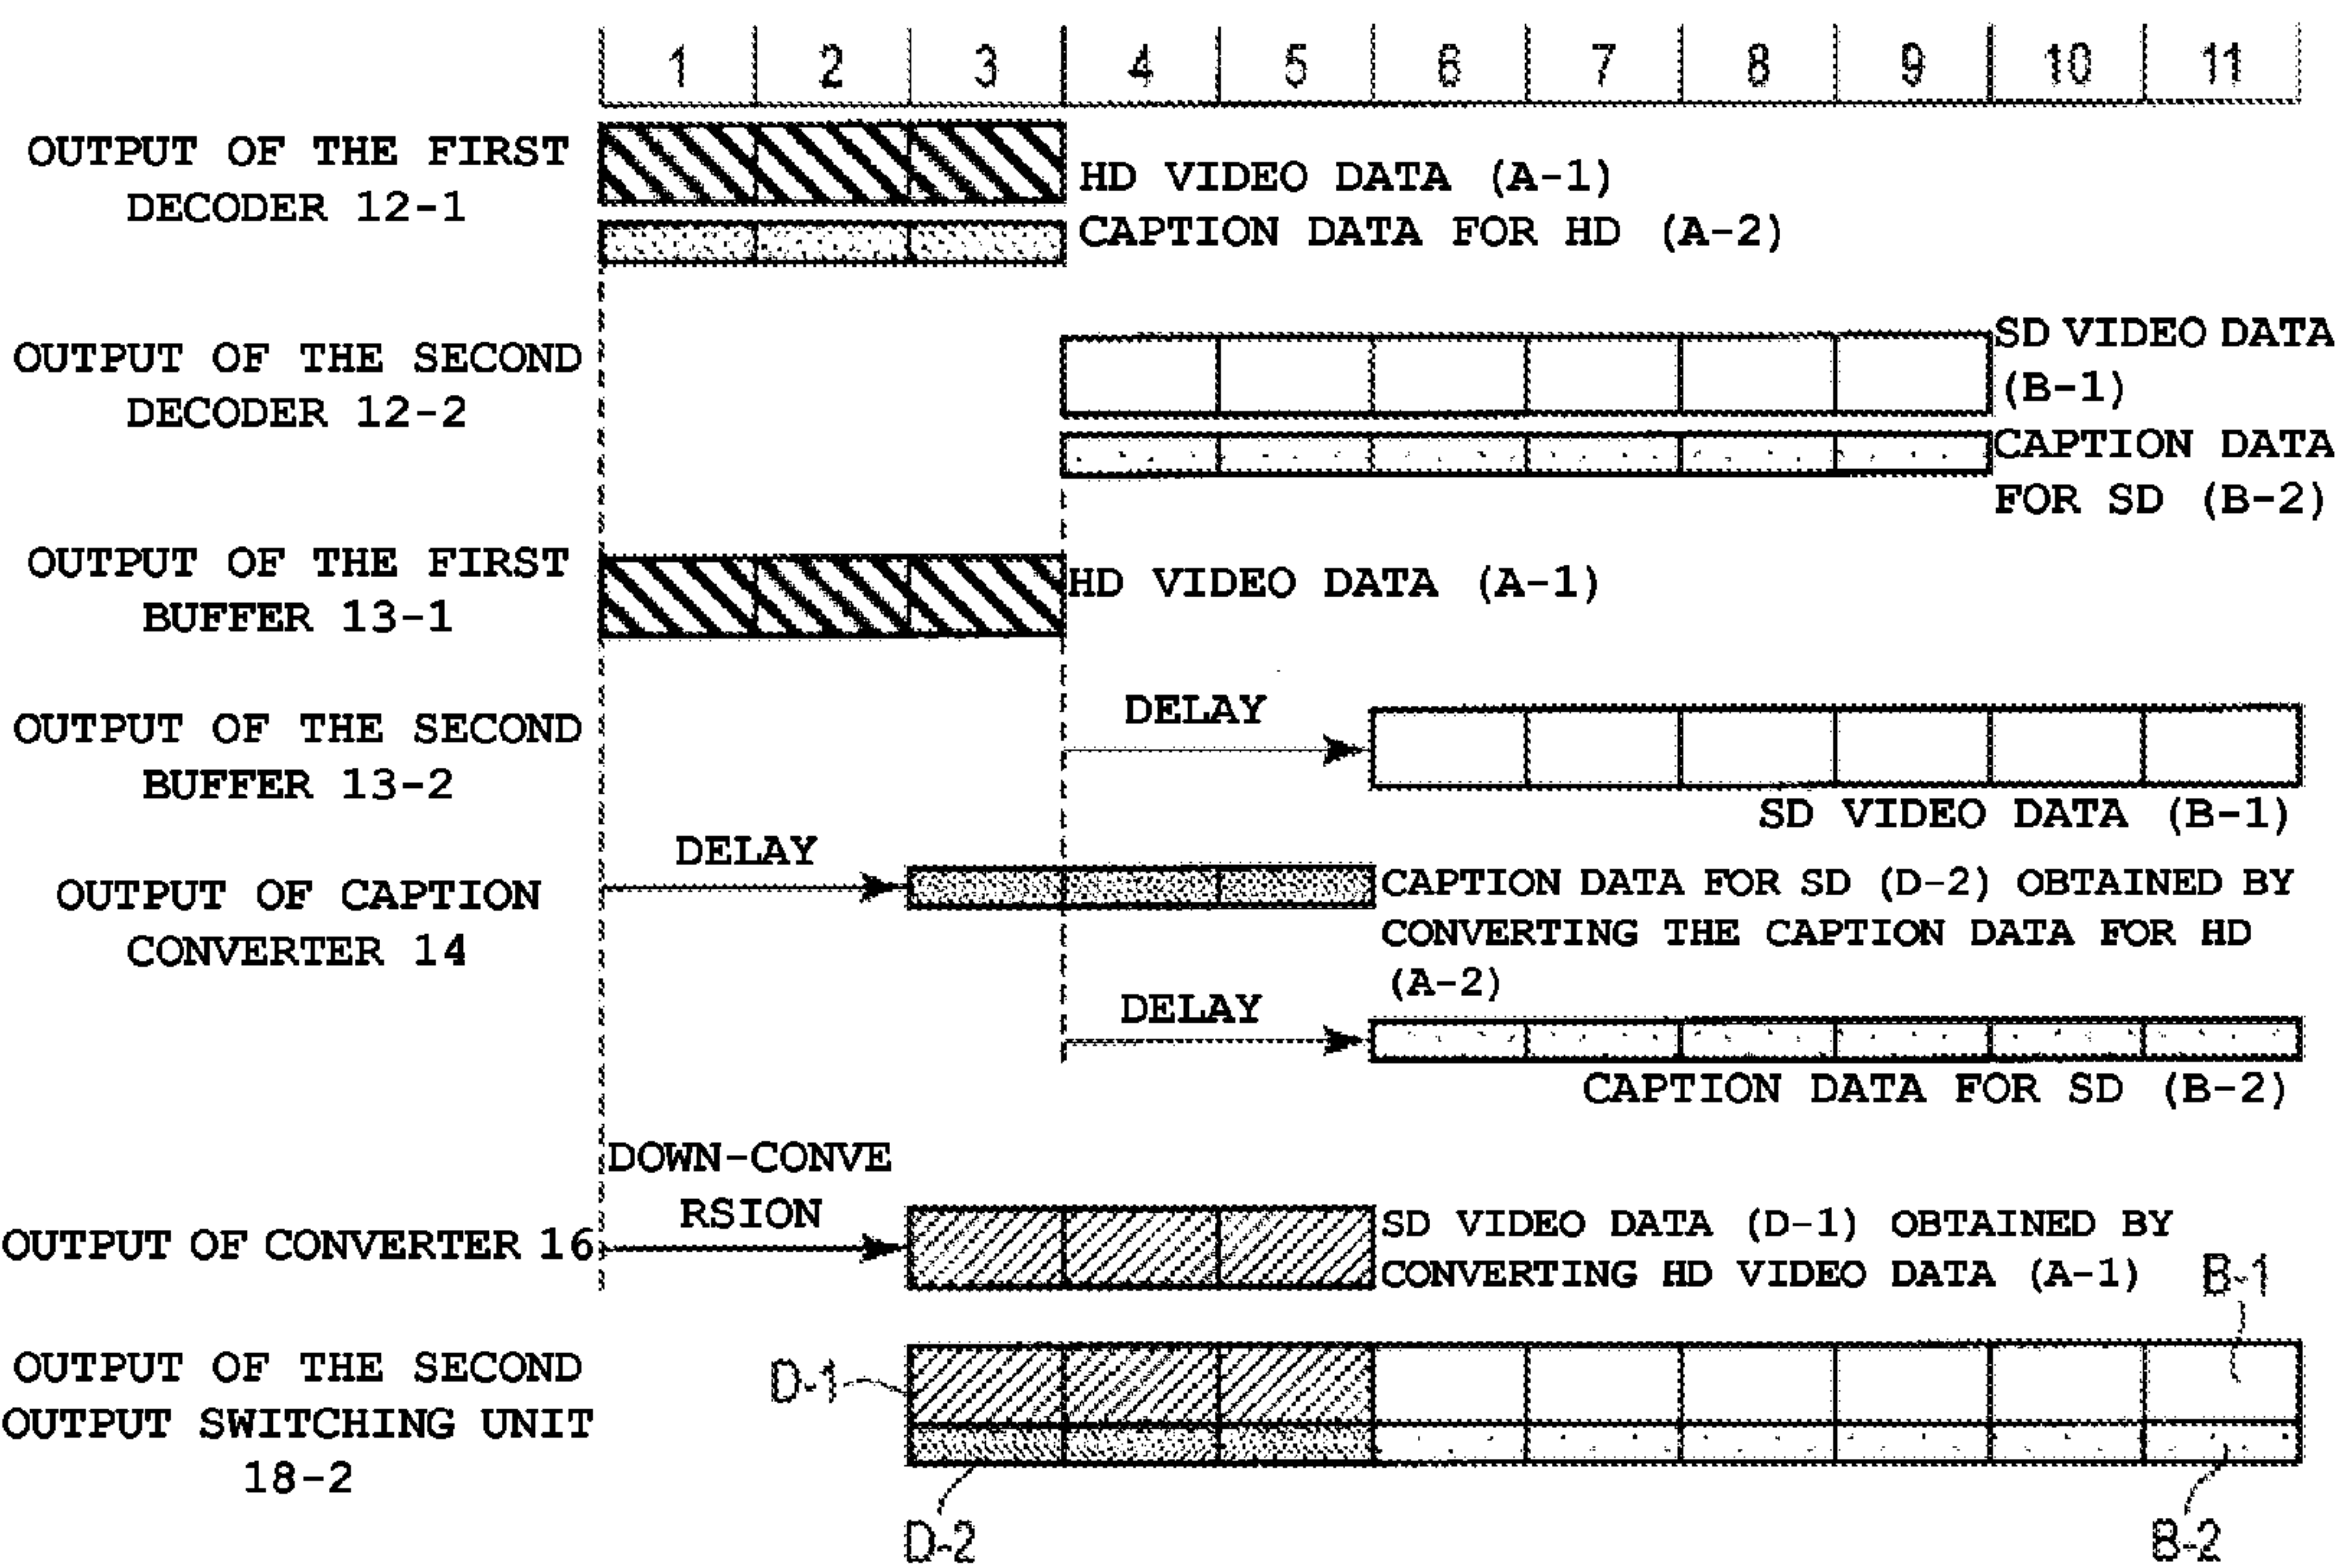 1 2 3 4 5 6 7 8 9 10 11
OUTPUT OF THE FIRST
DECODER 12-1
HD VIDEO DATA (A-1)
CAPTION DATA FOR HD (A-2)
OUTPUT OF THE SECOND
DECODER 12-2
SD VIDEO DATA
(B-1)
CAPTION DATA
FOR SD (B-2)
OUTPUT OF THE FIRST
BUFFER 13-1
HD VIDEO DATA (A-1)
OUTPUT OF THE SECOND
BUFFER 13-2
DELAY
SD VIDEO DATA (B-1)
OUTPUT OF CAPTION
CONVERTER 14
DELAY
CAPTION DATA FOR SD (D-2) OBTAINED BY
CONVERTING THE CAPTION DATA FOR HD
(A-2)
DELAY
CAPTION DATA FOR SD (B-2)
DOWN-CONVE
RSION
OUTPUT OF CONVERTER 16
SD VIDEO DATA (D-1) OBTAINED BY
CONVERTING HD VIDEO DATA (A-1)
B-1
OUTPUT OF THE SECOND
OUTPUT SWITCHING UNIT
18-2
D-1
D-2
B-2